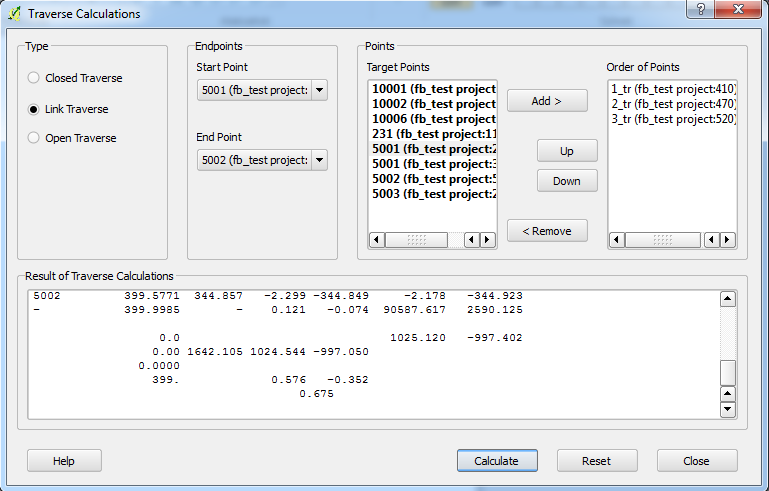 Traverse Calculations
Type
Closed Traverse
Link Traverse
Open Traverse
Endpoints
Start Point
5001 (fb_test project:
End Point
5002 (fb_test project:
Points
Target Points
10001 (fb_test project
10002 (fb_test project
10006 (fb_test project
231 (fb_test project:11
5001 (fb_test project:2
5001 (fb_test project:3
5002 (fb_test project:5
5003 (fb_test project:2
Add >
Up
Down
< Remove
Order of Points
1_tr (fb_test project:410)
2_tr (fb_test project:470)
3_tr (fb_test project:520)
Result of Traverse Calculations
5002 399.5771 344.857 -2.299 -344.849 -2.178 -344.923
- 399.9985 - 0.121 -0.074 90587.617 2590.125
0.0 1025.120 -997.402
0.00 1642.105 1024.544 -997.050
0.0000
399. 0.576 -0.352
0.675
Help
Calculate
Reset
Close